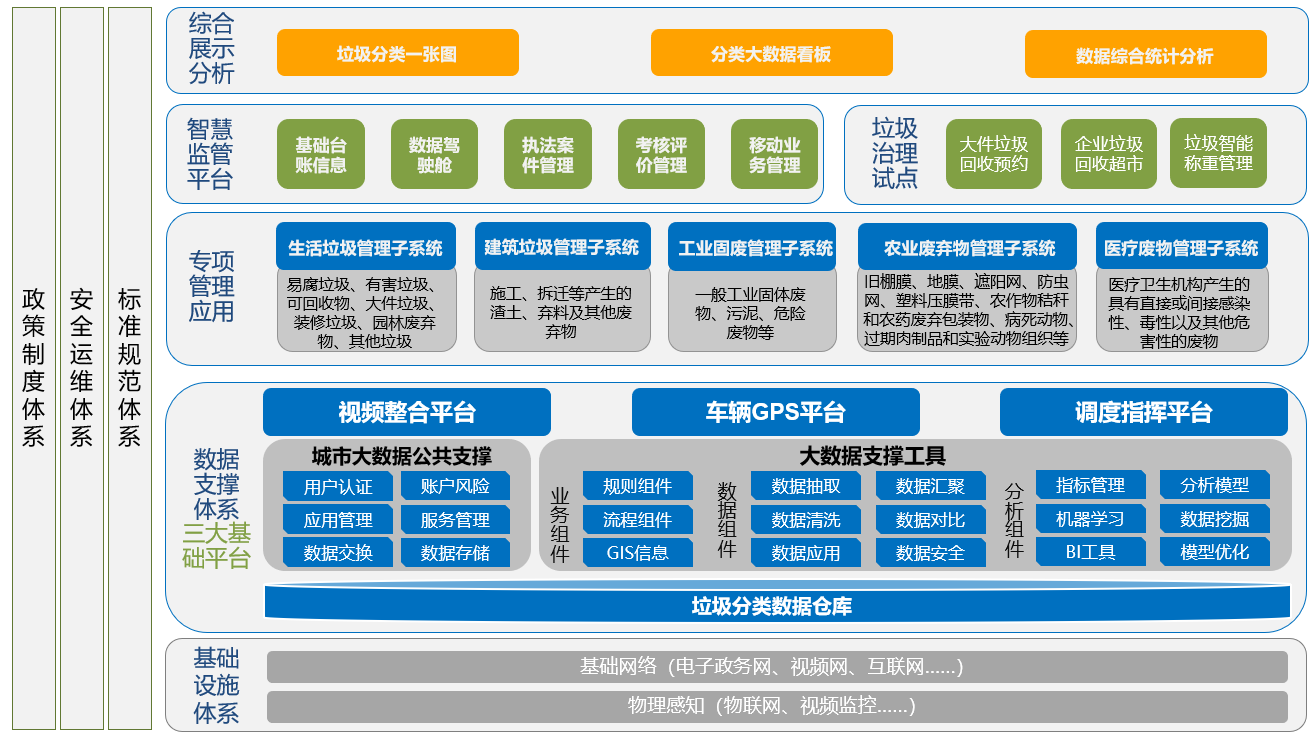 政策制度体系
安全运维体系
标准规范体系
综合
展示
分析
垃圾分类一张图
分类大数据看板
数据综合统计分析
智慧
监管
平台
基础台
账信息
数据驾
驶舱
执法案
件管理
考核评
价管理
移动业
务管理
垃圾
治理
试点
大件垃圾
回收预约
企业垃圾
回收超市
垃圾智能
称重管理
专项
管理
应用
生活垃圾管理子系统
易腐垃圾、有害垃圾、
可回收物、大件垃圾、
装修垃圾、园林废弃
物、其他垃圾
建筑垃圾管理子系统
施工、拆迁等产生的
渣土、弃料及其他废
弃物
工业固废管理子系统
一般工业固体废
物、污泥、危险
废物等
农业废弃物管理子系统
旧棚膜、地膜、遮阳网、防虫
网、塑料压膜带、农作物秸秆
和农药废弃包装物、病死动物、
过期肉制品和实验动物组织等
医疗废物管理子系统
医疗卫生机构产生的
具有直接或间接感染
性、毒性以及其他危
害性的废物
数据
支撑
体系
三大基
础平台
视频整合平台
车辆GPS平台
调度指挥平台
城市大数据公共支撑
用户认证
账户风险
应用管理
服务管理
数据交换
数据存储
大数据支撑工具
业务组件
规则组件
流程组件
GIS信息
数据组件
数据抽取
数据汇聚
数据清洗
数据对比
数据应用
数据安全
分析组件
指标管理
分析模型
机器学习
数据挖掘
BI工具
模型优化
垃圾分类数据仓库
基础
设施
体系
基础网络（电子政务网、视频网、互联网......）
物理感知（物联网、视频监控......）